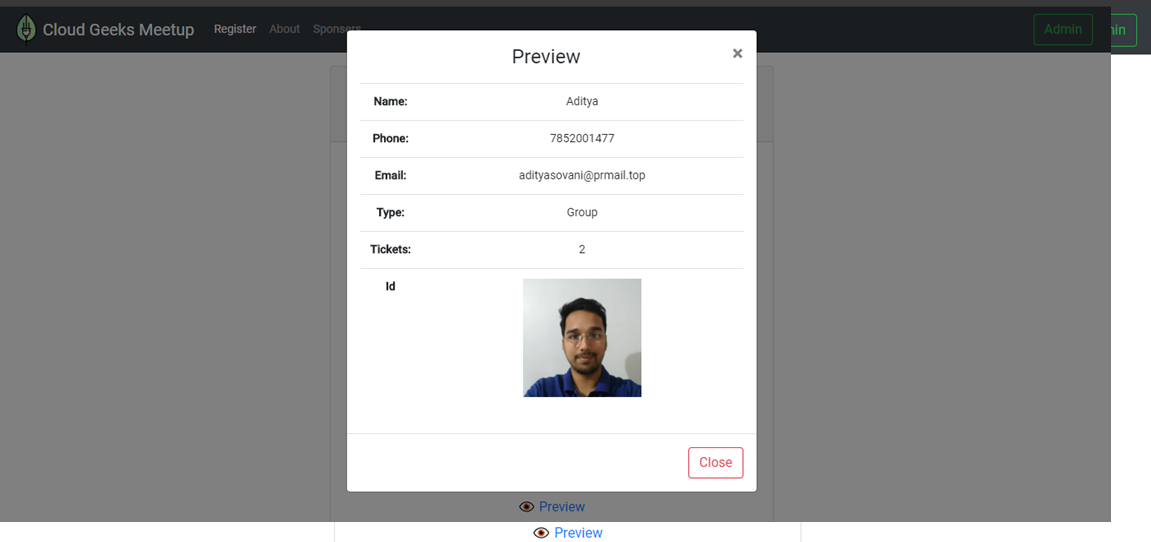 Cloud Geeks Meetup Register About Sponsers Admin in
Preview ×
Name: Aditya
Phone: 7852001477
Email: adityasovani@prmail.top
Type: Group
Tickets: 2
Id
Close
Preview
Preview